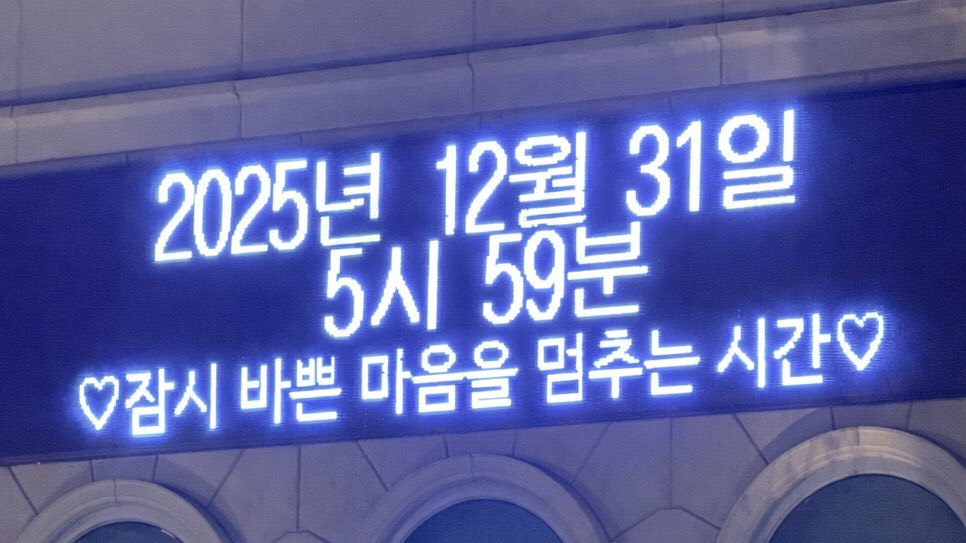 2025년 12월 31일
5시 59분
♡잠시 바쁜 마음을 멈추는 시간♡